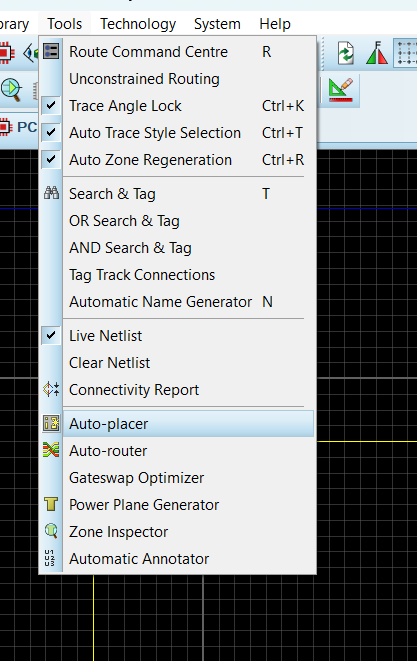 rary Tools Technology System Help
Route Command Centre R
Unconstrained Routing
Trace Angle Lock Ctrl+K
Auto Trace Style Selection Ctrl+T
Auto Zone Regeneration Ctrl+R
Search & Tag T
OR Search & Tag
AND Search & Tag
Tag Track Connections
Automatic Name Generator N
Live Netlist
Clear Netlist
Connectivity Report
Auto-placer
Auto-router
Gateswap Optimizer
Power Plane Generator
Zone Inspector
Automatic Annotator
PC